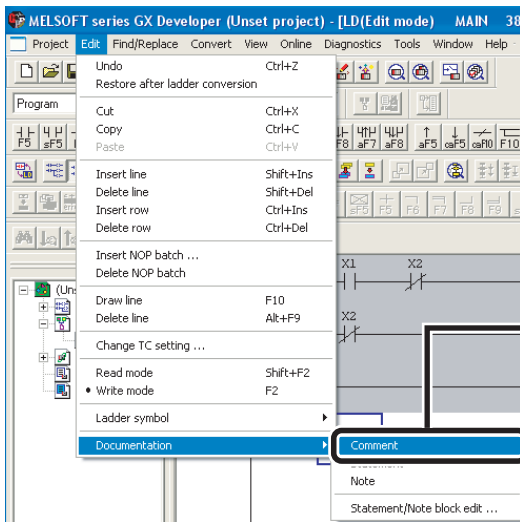 MELSOFT series GX Developer (Unset project) - [LD(Edit mode) MAIN 38
Project Edit Find/Replace Convert View Online Diagnostics Tools Window Help
Undo Ctrl+Z
Restore after ladder conversion
Program
Cut Ctrl+X
Copy Ctrl+C
Paste Ctrl+V
F5 sF5 F8 aF7 aF8 aF5 caF5 caF10 F10
Insert line Shift+Ins
Delete line Shift+Del
Insert row Ctrl+Ins
Delete row Ctrl+Del
sF5 F5 F6 F7 F8 F9
Insert NOP batch ...
Delete NOP batch
X1 X2
(Uns
Draw line F10
Delete line Alt+F9
X2
Change TC setting ...
Read mode Shift+F2
• Write mode F2
Ladder symbol
Documentation
Comment
Note
Statement/Note block edit ...